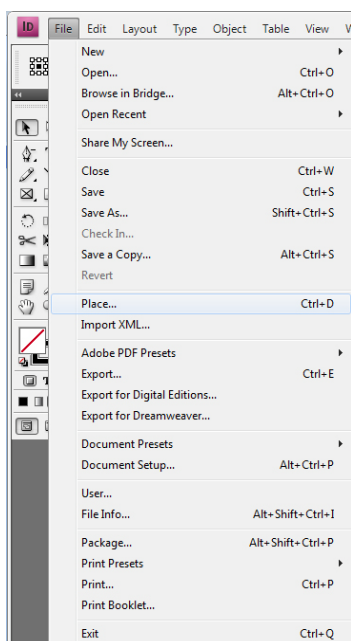 ID File Edit Layout Type Object Table View
New
Open... Ctrl+O
Browse in Bridge... Alt+Ctrl+O
Open Recent
Share My Screen...
Close Ctrl+W
Save Ctrl+S
Save As... Shift+Ctrl+S
Check In...
Save a Copy... Alt+Ctrl+S
Revert
Place... Ctrl+D
Import XML...
Adobe PDF Presets
Export... Ctrl+E
Export for Digital Editions...
Export for Dreamweaver...
Document Presets
Document Setup... Alt+Ctrl+P
User...
File Info... Alt+Shift+Ctrl+I
Package... Alt+Shift+Ctrl+P
Print Presets
Print... Ctrl+P
Print Booklet...
Exit Ctrl+Q